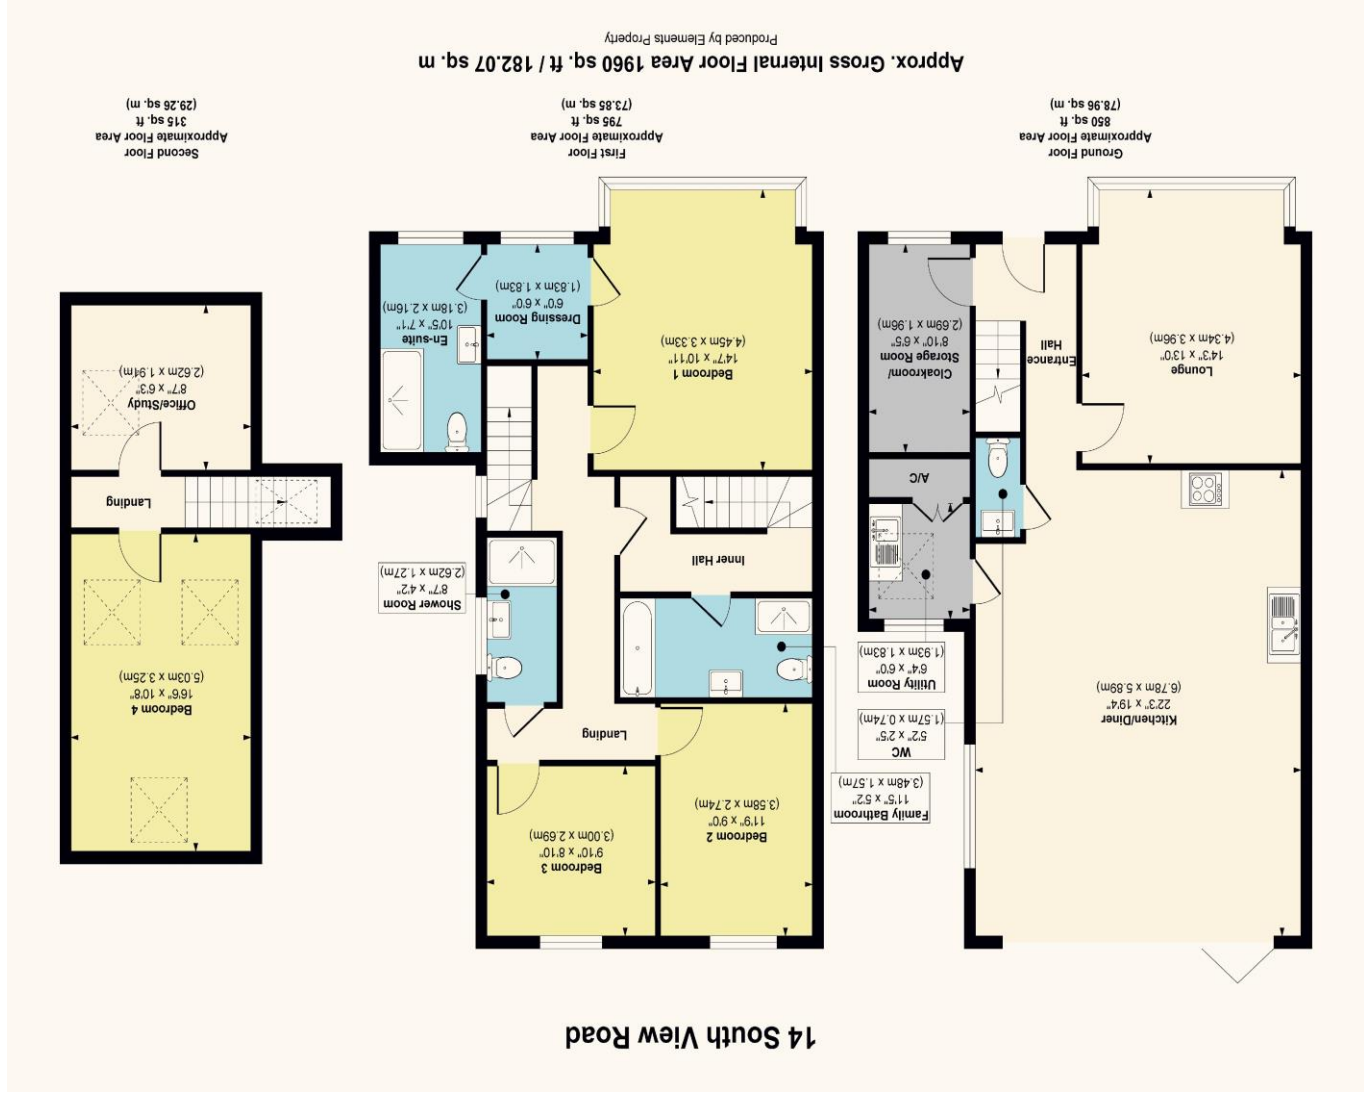 14 South View Road
Kitchen/Diner
22'3" x 19'4"
(6.78m x 5.89m)
Utility Room
6'4" x 6'0"
(1.93m x 1.83m)
WC
5'2" x 2'5"
(1.57m x 0.74m)
A/C
Cloakroom/
Storage Room
8'10" x 6'5"
(2.69m x 1.96m)
Entrance
Hall
Lounge
14'3" x 13'0"
(4.34m x 3.96m)
Ground Floor
Approximate Floor Area
850 sq. ft
(78.96 sq. m)
Bedroom 2
11'9" x 9'0"
(3.58m x 2.74m)
Bedroom 3
9'10" x 8'10"
(3.00m x 2.69m)
Landing
Family Bathroom
11'5" x 5'2"
(3.48m x 1.57m)
Shower Room
8'7" x 4'2"
(2.62m x 1.27m)
Inner Hall
Bedroom 1
14'7" x 10'11"
(4.45m x 3.33m)
Dressing Room
6'0" x 6'0"
(1.83m x 1.83m)
En-suite
10'5" x 7'1"
(3.18m x 2.16m)
First Floor
Approximate Floor Area
795 sq. ft
(73.85 sq. m)
Bedroom 4
16'6" x 10'8
(5.03m x 3.25m)
Landing
Office/Study
8'7" x 6'3"
(2.62m x 1.91m)
Second Floor
Approximate Floor Area
315 sq. ft
(29.26 sq. m)
Approx. Gross Internal Floor Area 1960 sq. ft / 182.07 sq. m
Produced by Elements Property